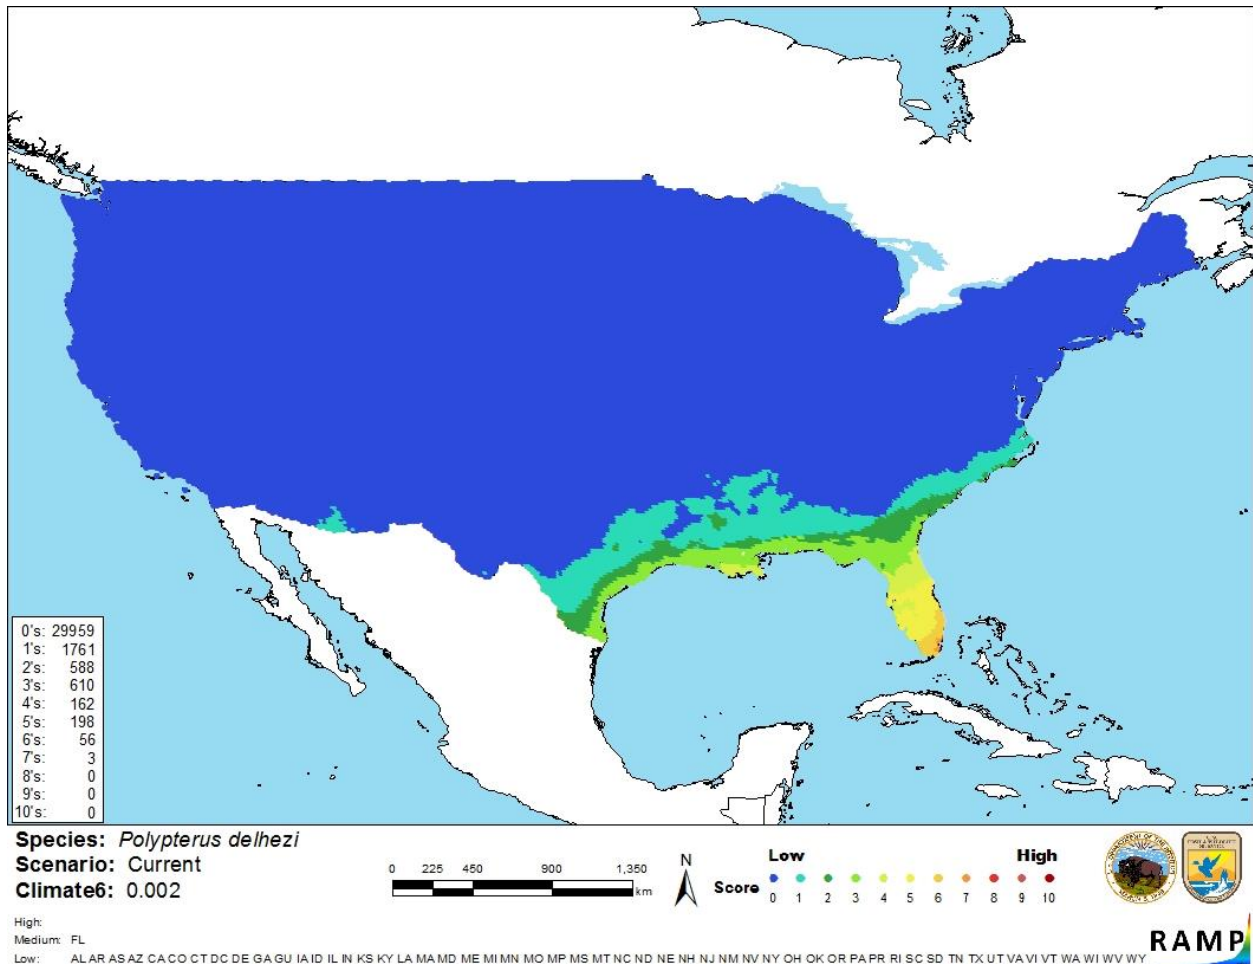 0's: 29959
1's: 1761
2's: 588
3's: 610
4's: 162
5's: 198
6's: 56
7's: 3
8's: 0
9's: 0
10's: 0
Species: Polypterus delhezi
Scenario: Current
Climate6: 0.002
0 225 450 900 1,350
km
N
Low High
Score 0 1 2 3 4 5 6 7 8 9 10
High:
Medium: FL
Low: AL AR AS AZ CA CO CT DC DE GA GU IA ID IL IN KS KY LA MA MD ME MI MN MO MP MS MT NC ND NE NH NJ NM NV NY OH OK OR PA PR RI SC SD TN TX UT VA VI VT WA WI WV WY
RAMP